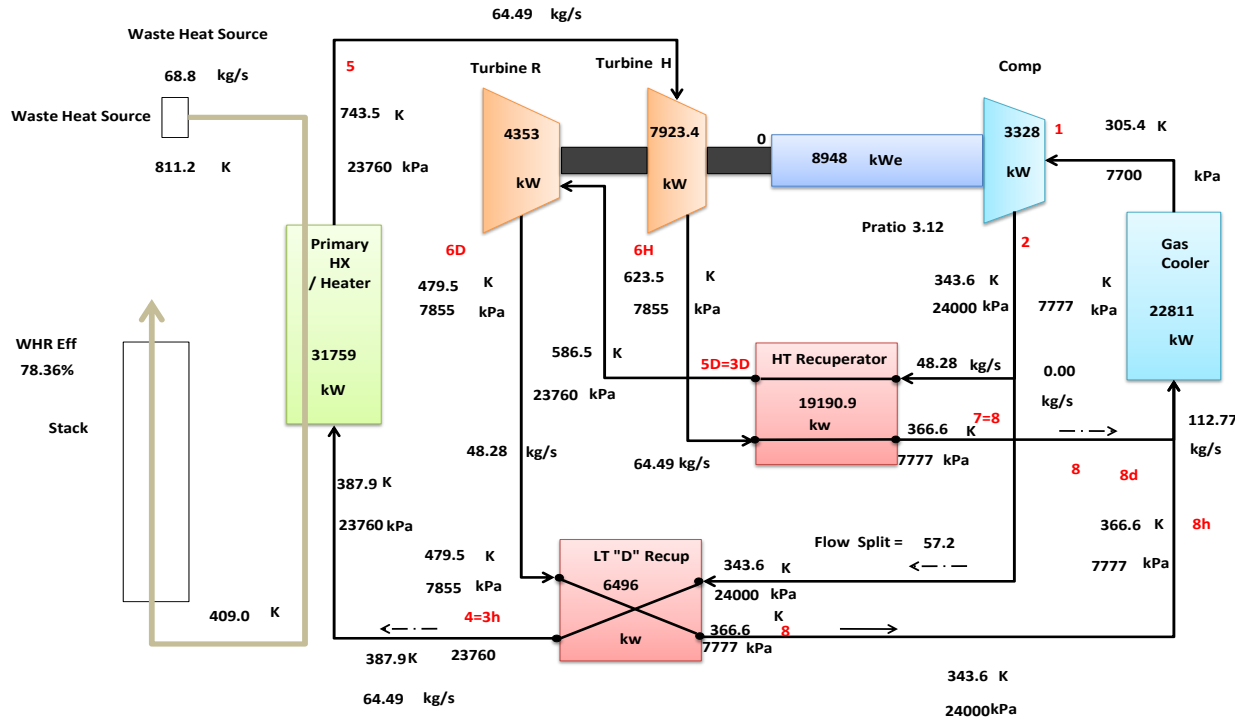 64.49 kg/s
Waste Heat Source
68.8 kg/s
Waste Heat Source
811.2 K
5
743.5 K
23760 kPa
Turbine R
4353
kW
Turbine H
7923.4
kW
0
8948 kWe
Comp
3328
kW
1
305.4 K
7700 kPa
Pratio 3.12
2
343.6 K
24000 kPa
Gas
Cooler
22811
kW
K
7777 kPa
6D
479.5 K
7855 kPa
6H
623.5 K
7855 kPa
Primary
HX
/ Heater
31759
kW
WHR Eff
78.36%
Stack
586.5 K
23760 kPa
5D=3D
HT Recuperator
19190.9
kw
48.28 kg/s
0.00
kg/s
7=8
366.6 K
7777 kPa
64.49 kg/s
48.28 kg/s
112.77
kg/s
8
8d
8h
366.6 K
7777 kPa
387.9 K
23760 kPa
479.5 K
7855 kPa
LT "D" Recup
6496
kw
Flow Split = 57.2
343.6 K
24000 kPa
K
366.6
8
7777 kPa
409.0 K
4=3h
387.9 K
23760
64.49 kg/s
343.6 K
24000 kPa